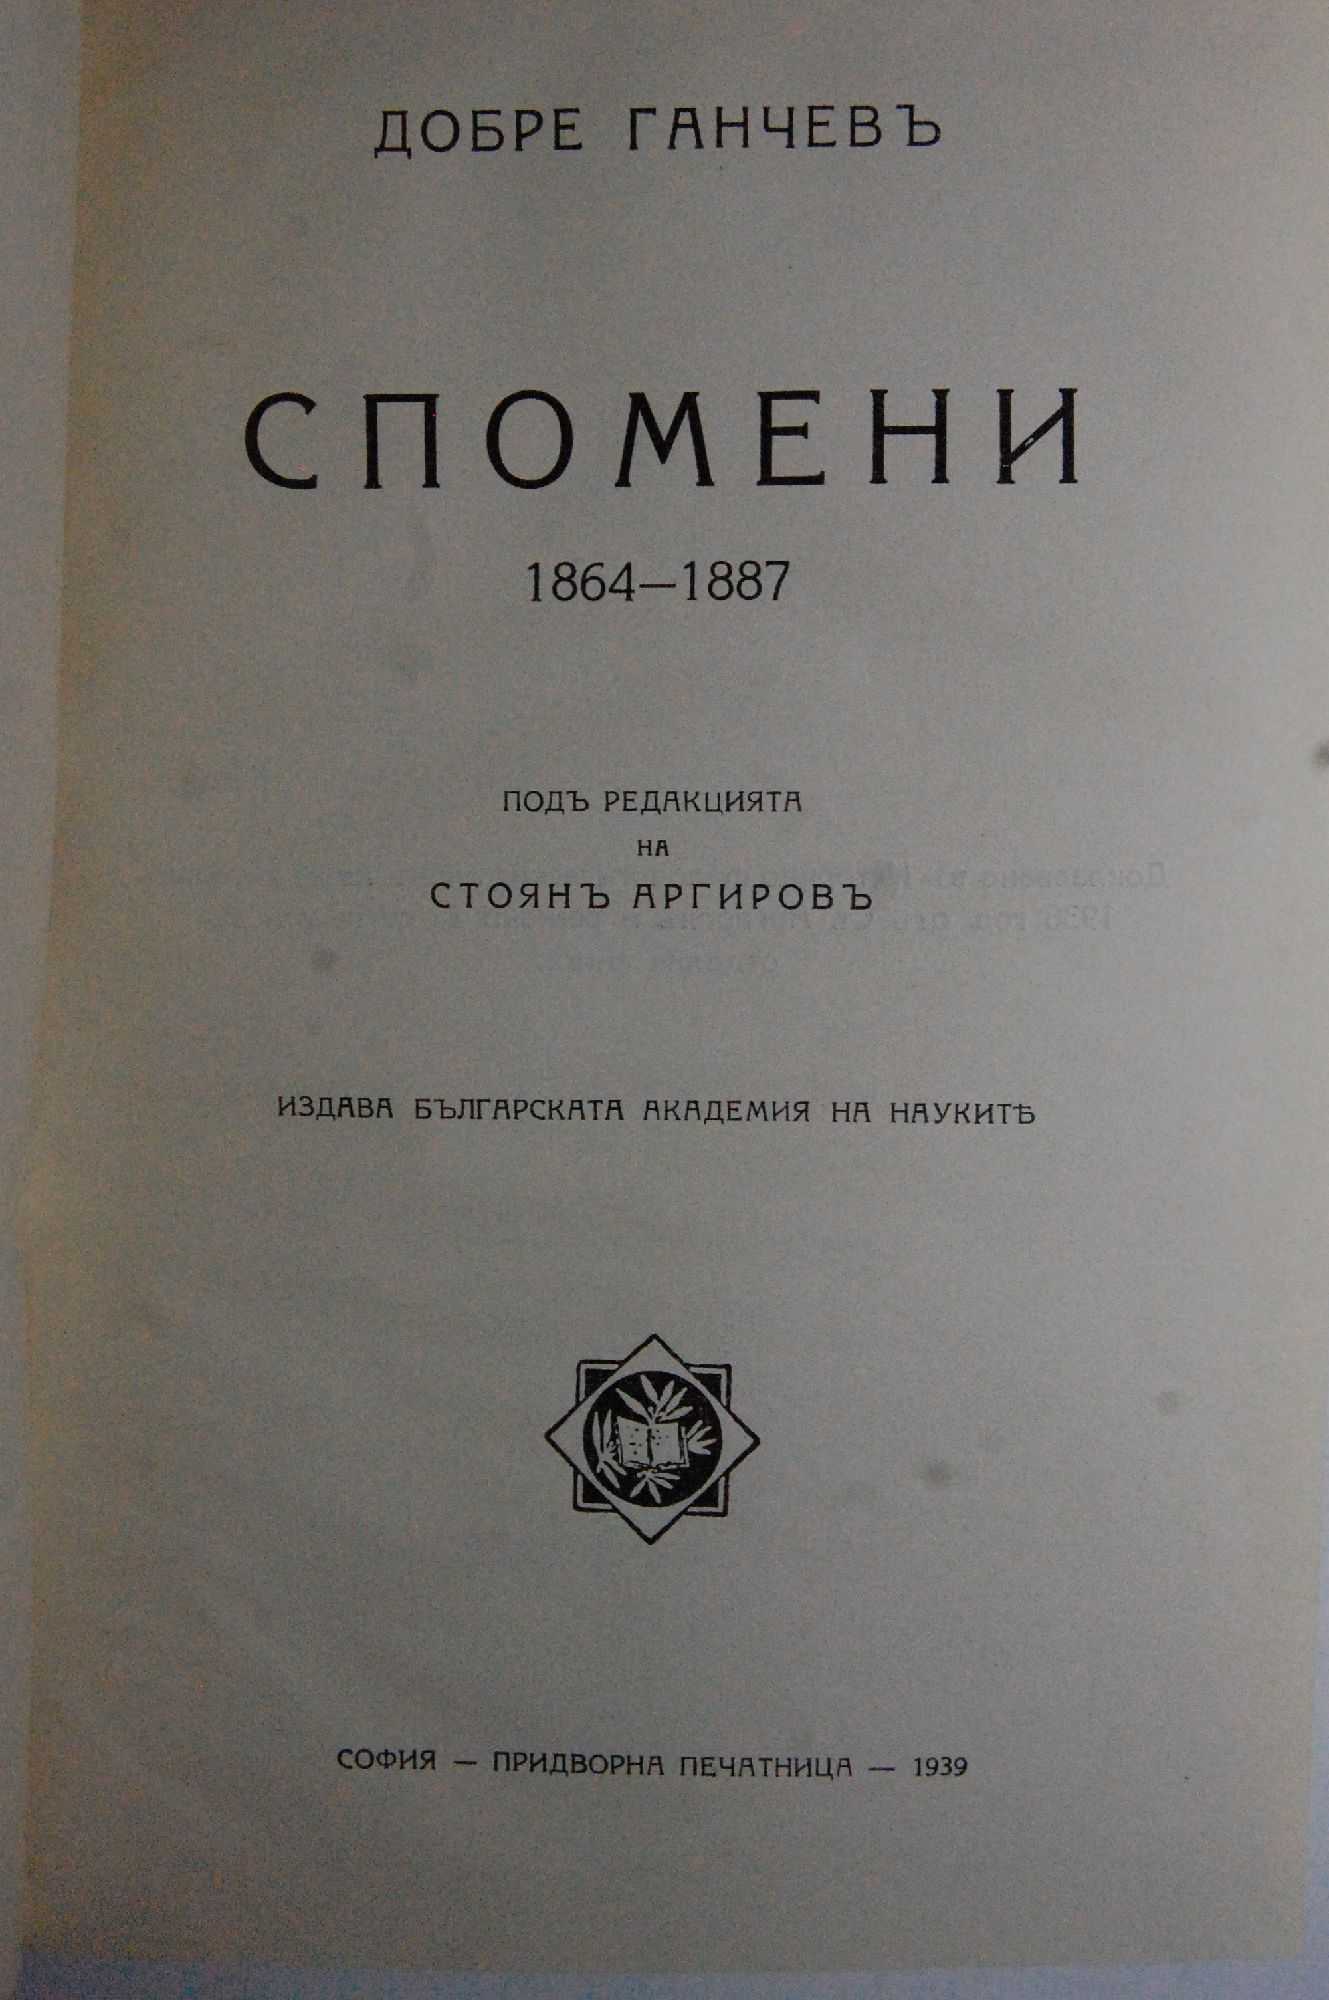 ДОБРЕ ГАНЧЕВЪ
СПОМЕНИ
1864—1887
ПОДЪ РЕДАКЦИЯТА
НА
СТОЯНЪ АРГИРОВЪ
ИЗДАВА БЪЛГАРСКАТА АКАДЕМИЯ НА НАУКИТѢ
СОФИЯ — ПРИДВОРНА ПЕЧАТНИЦА — 1939